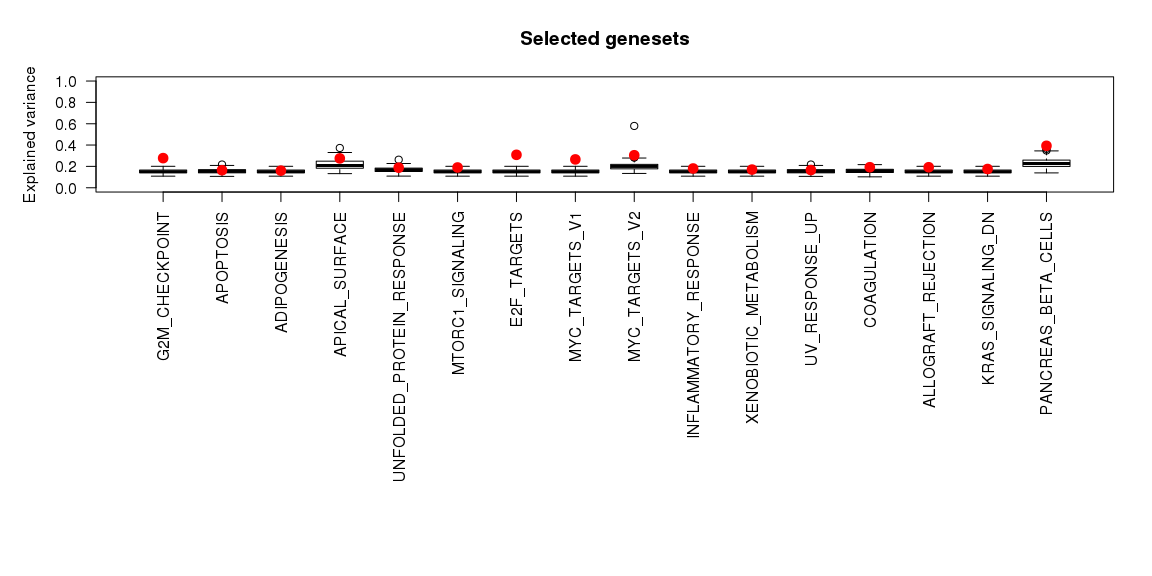 Selected genesets
Explained variance
1.0
0.8
0.6
0.4
0.2
0.0
G2M_CHECKPOINT
APOPTOSIS
ADIPOGENESIS
APICAL_SURFACE
UNFOLDED_PROTEIN_RESPONSE
MTORC1_SIGNALING
E2F_TARGETS
MYC_TARGETS_V1
MYC_TARGETS_V2
INFLAMMATORY_RESPONSE
XENOBIOTIC_METABOLISM
UV_RESPONSE_UP
COAGULATION
ALLOGRAFT_REJECTION
KRAS_SIGNALING_DN
PANCREAS_BETA_CELLS